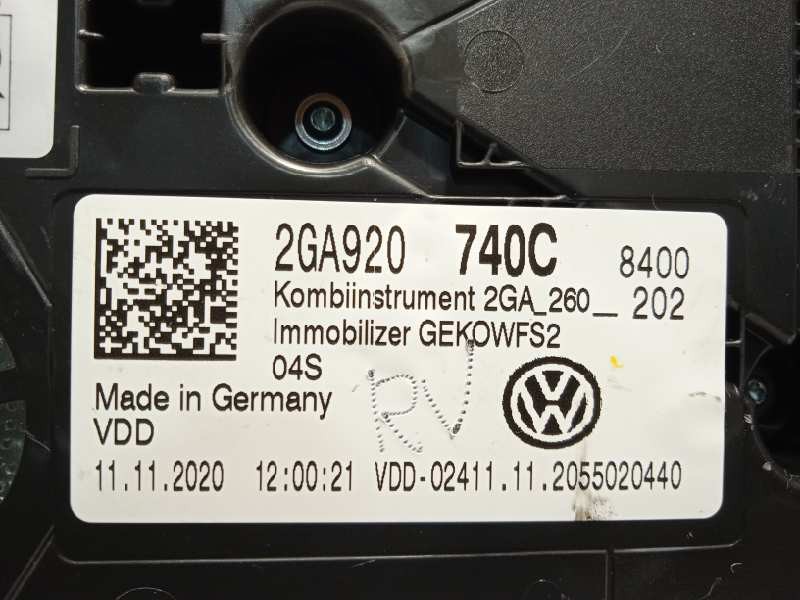 2GA920 740C 8400
Kombiinstrument 2GA_260__ 202
Immobilizer GEKOWFS2
04S
RV
Made in Germany
VDD
11.11.2020 12:00:21 VDD-02411.11.2055020440